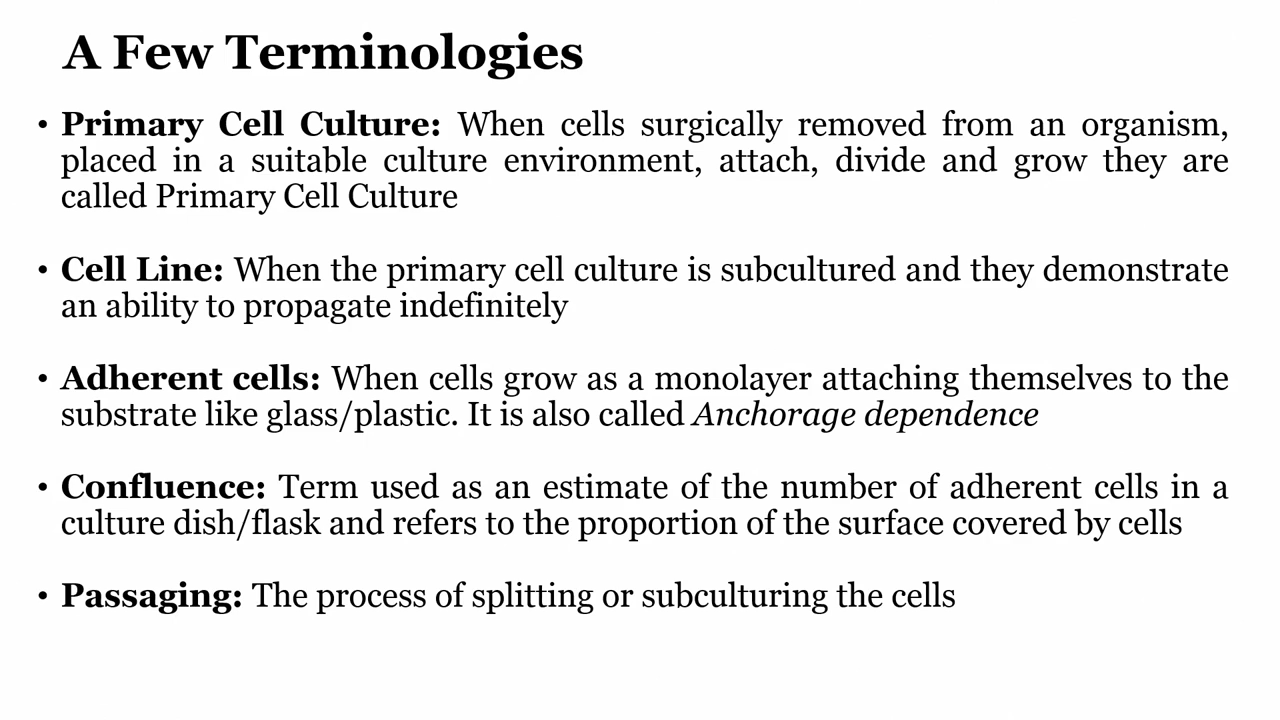 A Few Terminologies
• Primary Cell Culture: When cells surgically removed from an organism,
placed in a suitable culture environment, attach, divide and grow they are
called Primary Cell Culture
• Cell Line: When the primary cell culture is subcultured and they demonstrate
an ability to propagate indefinitely
• Adherent cells: When cells grow as a monolayer attaching themselves to the
substrate like glass/plastic. It is also called Anchorage dependence
• Confluence: Term used as an estimate of the number of adherent cells in a
culture dish/flask and refers to the proportion of the surface covered by cells
• Passaging: The process of splitting or subculturing the cells